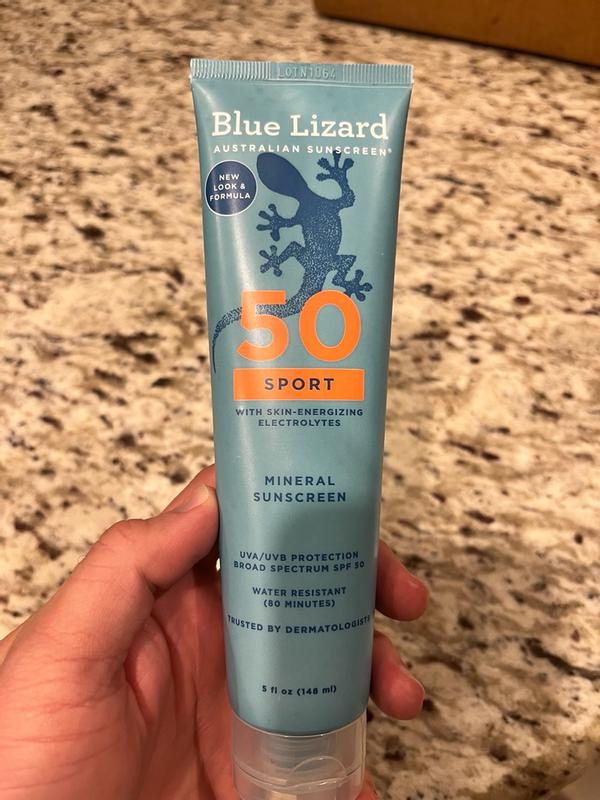 LOTN1064
Blue Lizard
AUSTRALIAN SUNSCREEN®
NEW
LOOK &
FORMULA
50
SPORT
WITH SKIN-ENERGIZING
ELECTROLYTES
MINERAL
SUNSCREEN
UVA/UVB PROTECTION
BROAD SPECTRUM SPF 50
WATER RESISTANT
(80 MINUTES)
TRUSTED BY DERMATOLOGISTS
5 fl oz (148 ml)